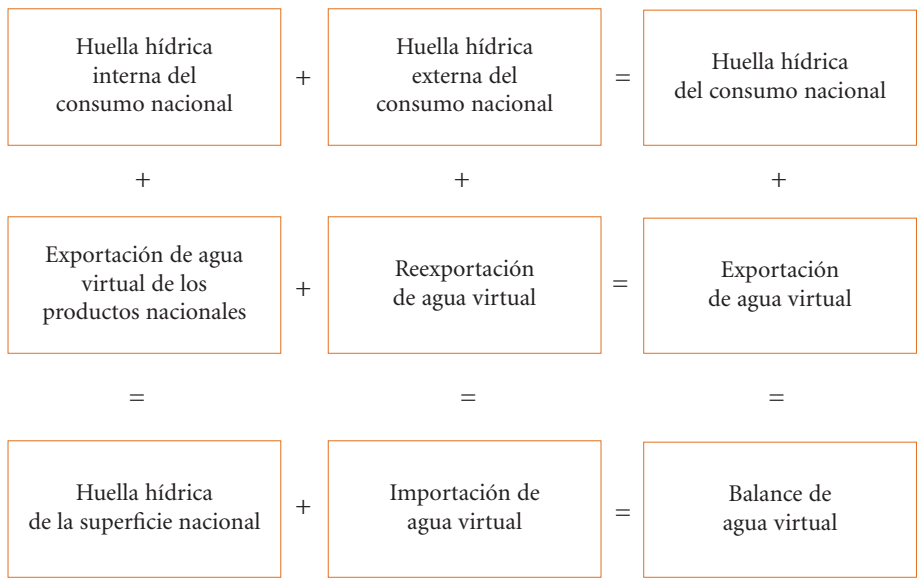 Huella hídrica
interna del
consumo nacional
+
Huella hídrica
externa del
consumo nacional
=
Huella hídrica
del consumo nacional
+
+
+
Exportación de agua
virtual de los
productos nacionales
+
Reexportación
de agua virtual
=
Exportación
de agua virtual
=
=
=
Huella hídrica
de la superficie nacional
+
Importación de
agua virtual
=
Balance de
agua virtual